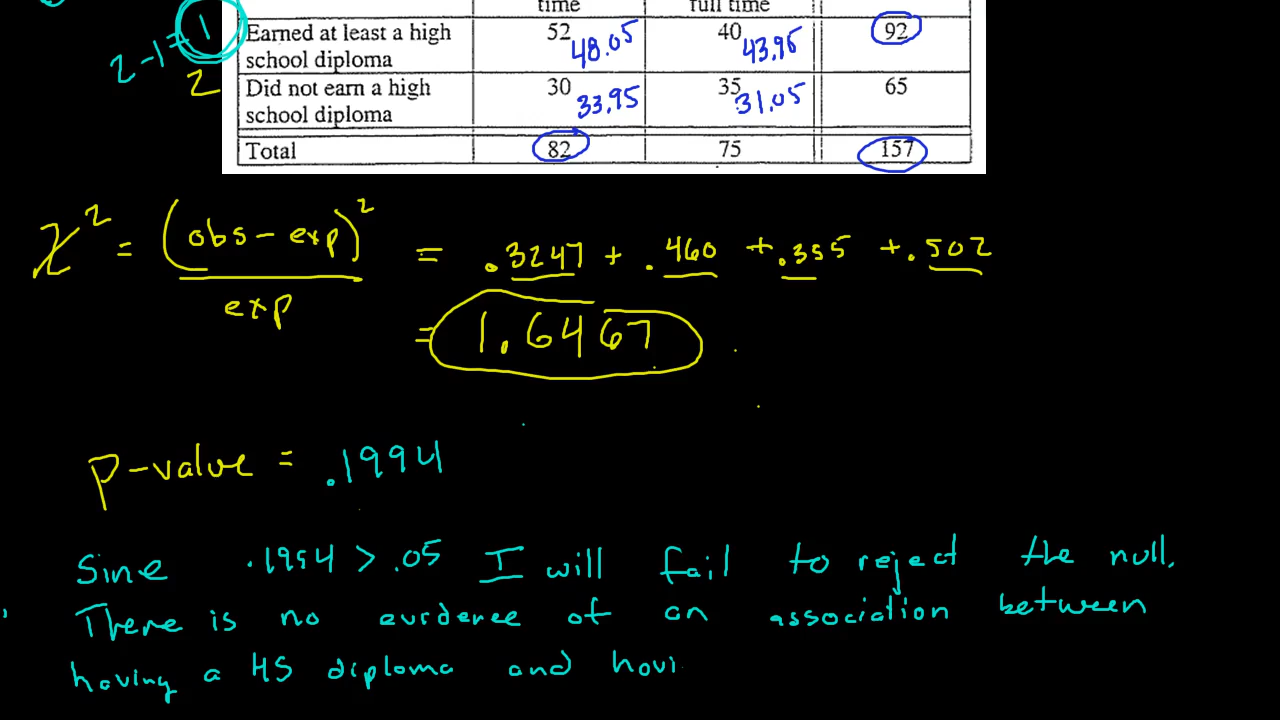 time full time
2-1=1
2
Earned at least a high school diploma 52 48.05 40 43.95 92
Did not earn a high school diploma 30 33.95 35 31.05 65
Total 82 75 157
χ² = (obs - exp)² / exp = .3247 + .460 + .355 + .502
= 1.6467
p-value = .1994
Sine .1994 > .05 I will fail to reject the null.
There is no evidence of an association between
having a HS diploma and havi